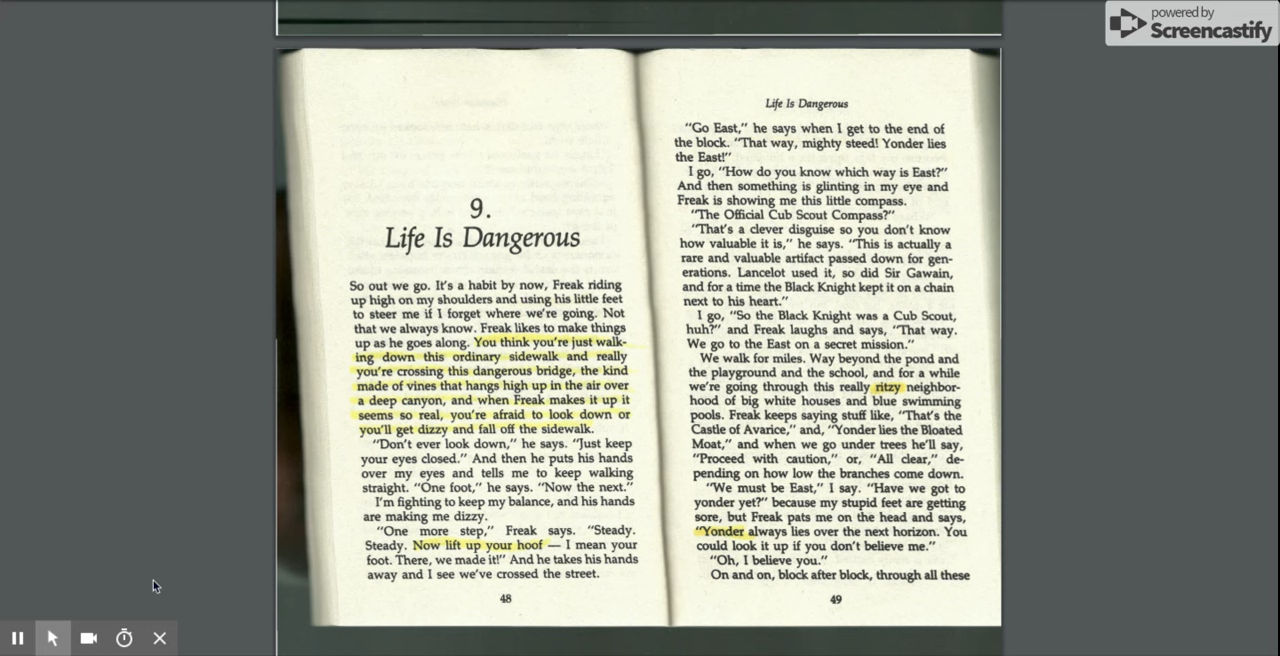 powered by
Screencastify
9.
Life Is Dangerous
So out we go. It's a habit by now, Freak riding
up high on my shoulders and using his little feet
to steer me if I forget where we're going. Not
that we always know. Freak likes to make things
up as he goes along. You think you're just walk-
ing down this ordinary sidewalk and really
you're crossing this dangerous bridge, the kind
made of vines that hangs high up in the air over
a deep canyon, and when Freak makes it up it
seems so real, you're afraid to look down or
you'll get dizzy and fall off the sidewalk.
"Don't ever look down," he says. "Just keep
your eyes closed." And then he puts his hands
over my eyes and tells me to keep walking
straight. "One foot," he says. "Now the next."
I'm fighting to keep my balance, and his hands
are making me dizzy.
"One more step," Freak says. "Steady.
Steady. Now lift up your hoof — I mean your
foot. There, we made it!" And he takes his hands
away and I see we've crossed the street.
48
Life Is Dangerous
"Go East," he says when I get to the end of
the block. "That way, mighty steed! Yonder lies
the East!"
I go, "How do you know which way is East?"
And then something is glinting in my eye and
Freak is showing me this little compass.
"The Official Cub Scout Compass?"
"That's a clever disguise so you don't know
how valuable it is," he says. "This is actually a
rare and valuable artifact passed down for gen-
erations. Lancelot used it, so did Sir Gawain,
and for a time the Black Knight kept it on a chain
next to his heart."
I go, "So the Black Knight was a Cub Scout,
huh?" and Freak laughs and says, "That way.
We go to the East on a secret mission."
We walk for miles. Way beyond the pond and
the playground and the school, and for a while
we're going through this really ritzy neighbor-
hood of big white houses and blue swimming
pools. Freak keeps saying stuff like, "That's the
Castle of Avarice," and, "Yonder lies the Bloated
Moat," and when we go under trees he'll say,
"Proceed with caution," or, "All clear," de-
pending on how low the branches come down.
"We must be East," I say. "Have we got to
yonder yet?" because my stupid feet are getting
sore, but Freak pats me on the head and says,
"Yonder always lies over the next horizon. You
could look it up if you don't believe me."
"Oh, I believe you."
On and on, block after block, through all these
49